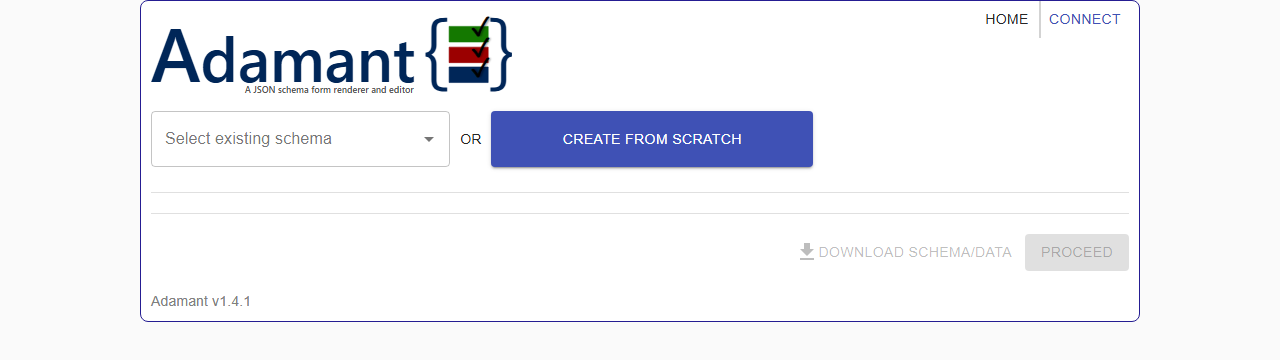 HOME
CONNECT
Adamant
A JSON schema form renderer and editor
Select existing schema
OR
CREATE FROM SCRATCH
DOWNLOAD SCHEMA/DATA
PROCEED
Adamant v1.4.1